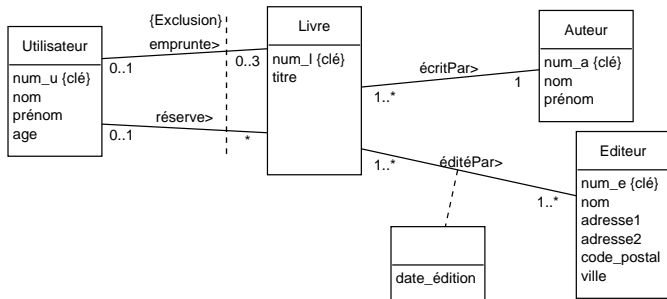 {Exclusion}
Utilisateur
num_u {clé}
nom
prénom
age
emprunte>
0..1
0..3
réserve>
0..1
*
Livre
num_l {clé}
titre
écritPar>
1..*
1
Auteur
num_a {clé}
nom
prénom
éditéPar>
1..*
1..*
date_édition
Editeur
num_e {clé}
nom
adresse1
adresse2
code_postal
ville